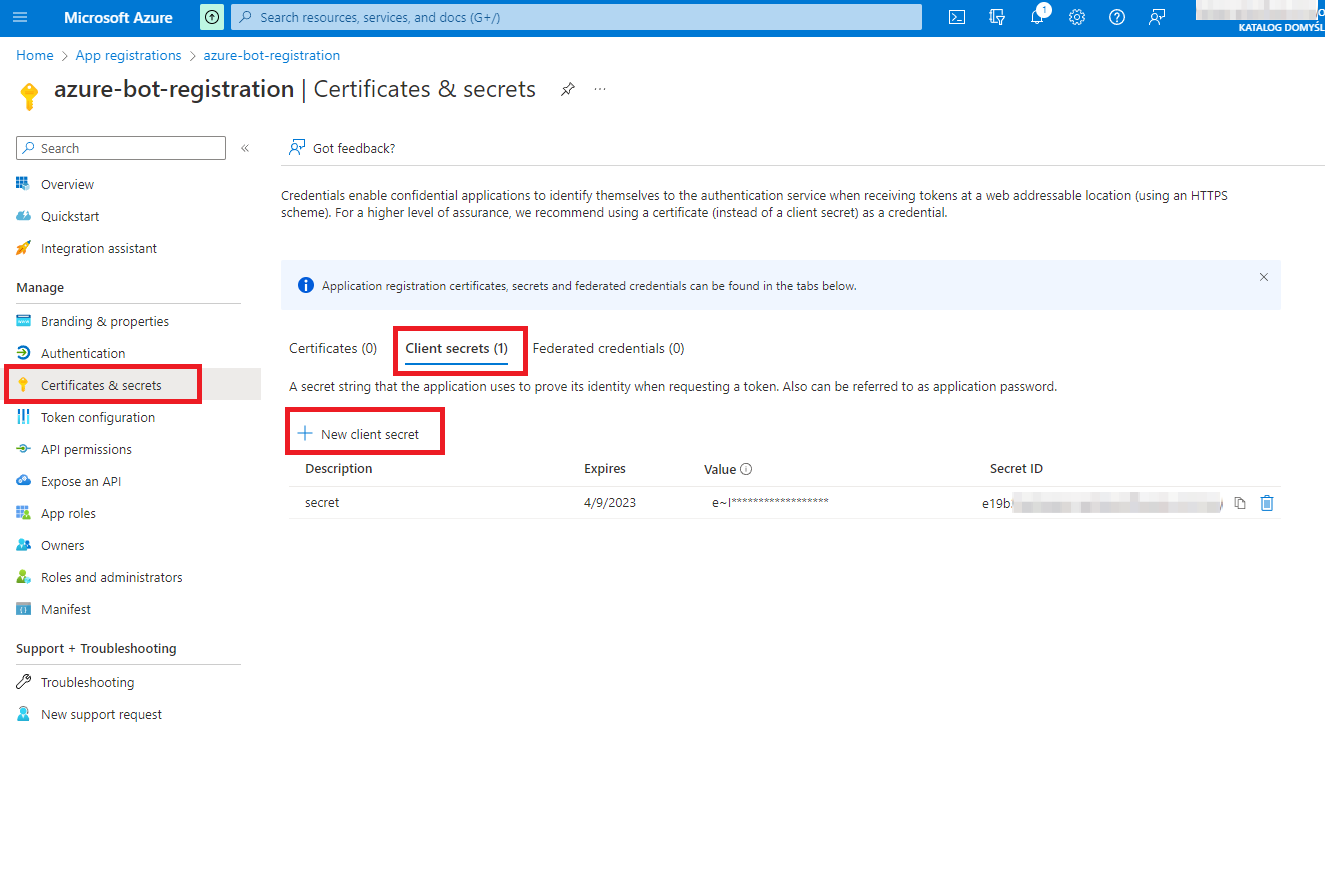 Microsoft Azure
Search resources, services, and docs (G+/)
1
KATALOG DOMYŚL
Home > App registrations > azure-bot-registration
azure-bot-registration | Certificates & secrets
...
Search
«
Got feedback?
Overview
Quickstart
Integration assistant
Manage
Branding & properties
Authentication
Certificates & secrets
Token configuration
API permissions
Expose an API
App roles
Owners
Roles and administrators
Manifest
Support + Troubleshooting
Troubleshooting
New support request
Credentials enable confidential applications to identify themselves to the authentication service when receiving tokens at a web addressable location (using an HTTPS
scheme). For a higher level of assurance, we recommend using a certificate (instead of a client secret) as a credential.
Application registration certificates, secrets and federated credentials can be found in the tabs below.
Certificates (0) Client secrets (1) Federated credentials (0)
A secret string that the application uses to prove its identity when requesting a token. Also can be referred to as application password.
New client secret
Description Expires Value Secret ID
secret 4/9/2023 e~I****************** e19b